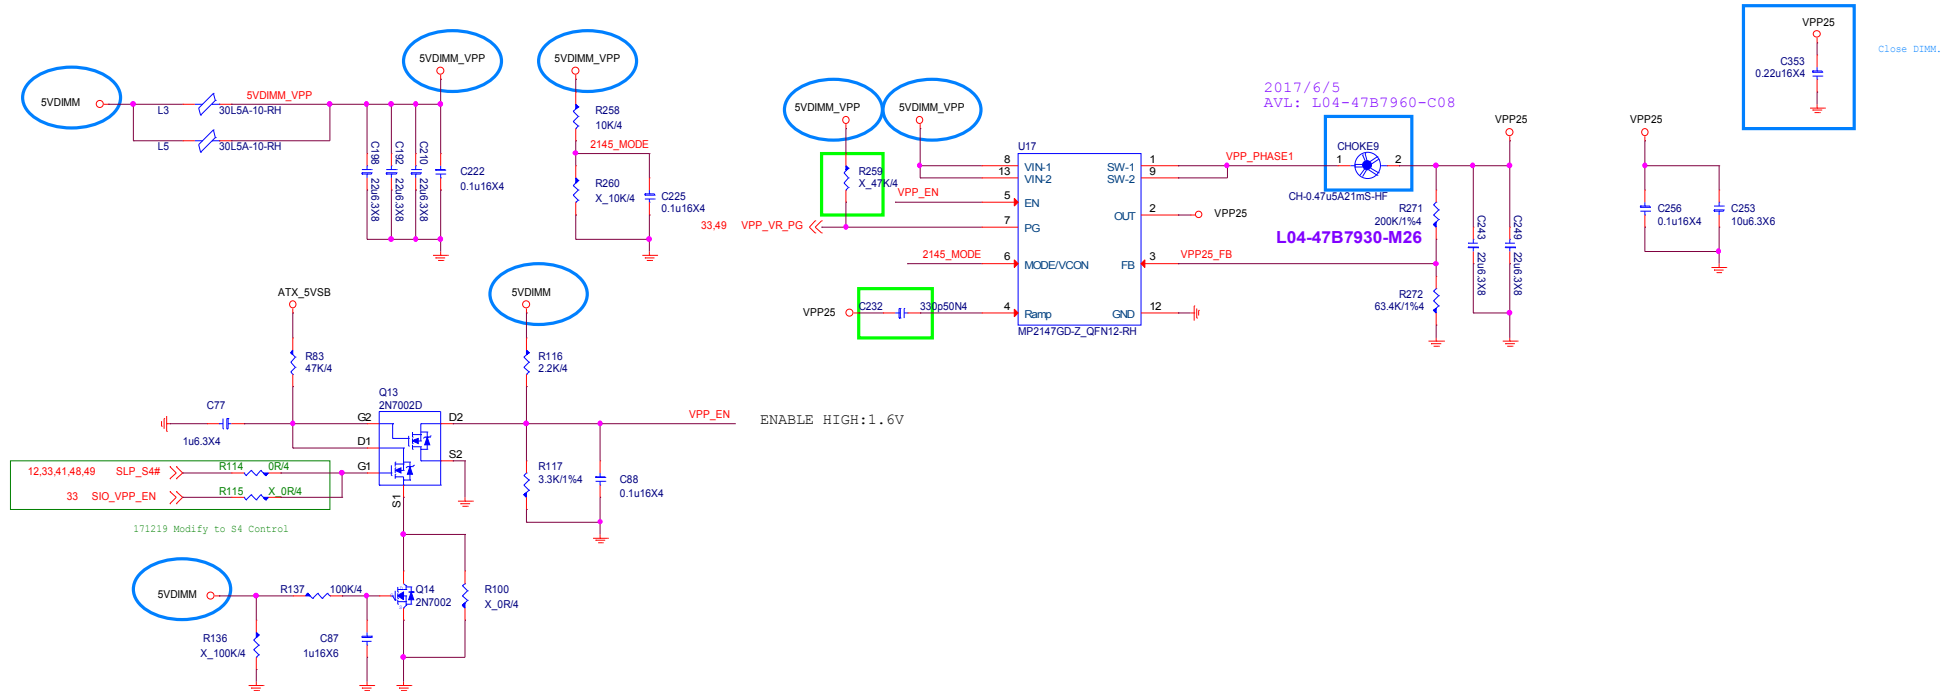 5VDIMM
L3
30L5A-10-RH
5VDIMM_VPP
L5
30L5A-10-RH
5VDIMM_VPP
C198
22u6.3X8
C192
22u6.3X8
C210
22u6.3X8
C222
0.1u16X4
5VDIMM_VPP
R258
10K/4
2145_MODE
R260
X_10K/4
C225
0.1u16X4
5VDIMM_VPP
5VDIMM_VPP
R259
X_47K/4
VPP_EN
33,49 VPP_VR_PG
2145_MODE
VPP25
C232
330p50N4
U17
8 VIN-1
13 VIN-2
5 EN
7 PG
6 MODE/VCON
4 Ramp
SW-1 1
SW-2 9
OUT 2
FB 3
GND 12
MP2147GD-Z_QFN12-RH
VPP_PHASE1
VPP25
VPP25_FB
2017/6/5
AVL: L04-47B7960-C08
CHOKE9
1 2
CH-0.47u5A21mS-HF
R271
200K/1%4
L04-47B7930-M26
R272
63.4K/1%4
VPP25
C243
22u6.3X8
C249
22u6.3X8
VPP25
C256
0.1u16X4
C253
10u6.3X6
VPP25
C353
0.22u16X4
Close DIMM.
ATX_5VSB
R83
47K/4
C77
1u6.3X4
Q13
2N7002D
G2
D1
G1
D2
S2
S1
12,33,41,48,49 SLP_S4#
R114 0R/4
33 SIO_VPP_EN
R115 X_0R/4
171219 Modify to S4 Control
5VDIMM
R116
2.2K/4
VPP_EN
ENABLE HIGH:1.6V
R117
3.3K/1%4
C88
0.1u16X4
5VDIMM
R137 100K/4
R136
X_100K/4
C87
1u16X6
Q14
2N7002
R100
X_0R/4